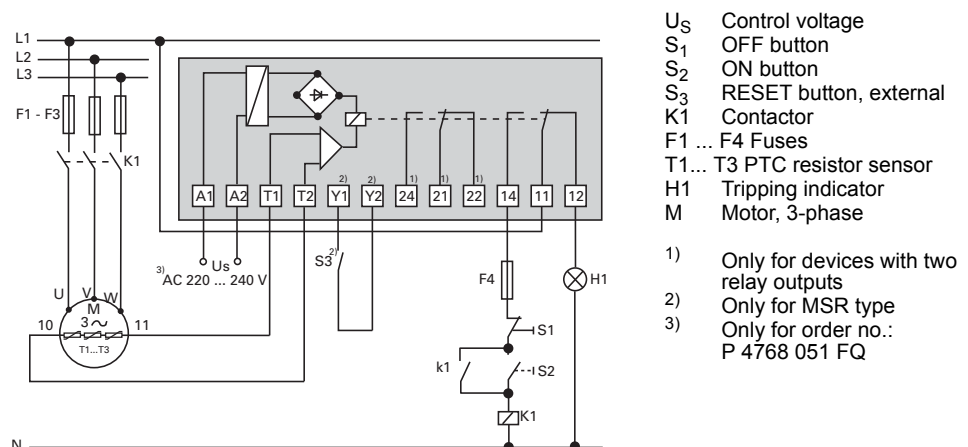 L1
L2
L3
F1 - F3
K1
A1 A2 T1 T2 Y1 Y2 24 21 22 14 11 12
2) 2) 1) 1) 1)
Us
3)AC 220 ... 240 V
S3 2)
F4
H1
S1
k1
S2
K1
U V W
M
3~
10
11
T1...T3
N
US Control voltage
S1 OFF button
S2 ON button
S3 RESET button, external
K1 Contactor
F1 ... F4 Fuses
T1... T3 PTC resistor sensor
H1 Tripping indicator
M Motor, 3-phase
1) Only for devices with two
relay outputs
2) Only for MSR type
3) Only for order no.:
P 4768 051 FQ